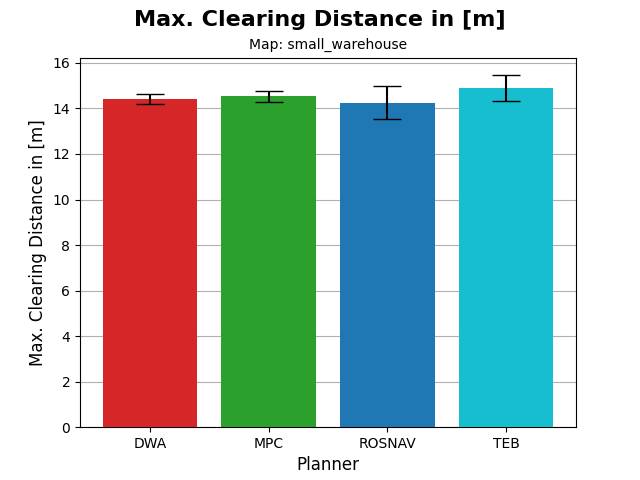 Max. Clearing Distance in [m]
Map: small_warehouse
Max. Clearing Distance in [m]
16
14
12
10
8
6
4
2
0
DWA
MPC
ROSNAV
TEB
Planner